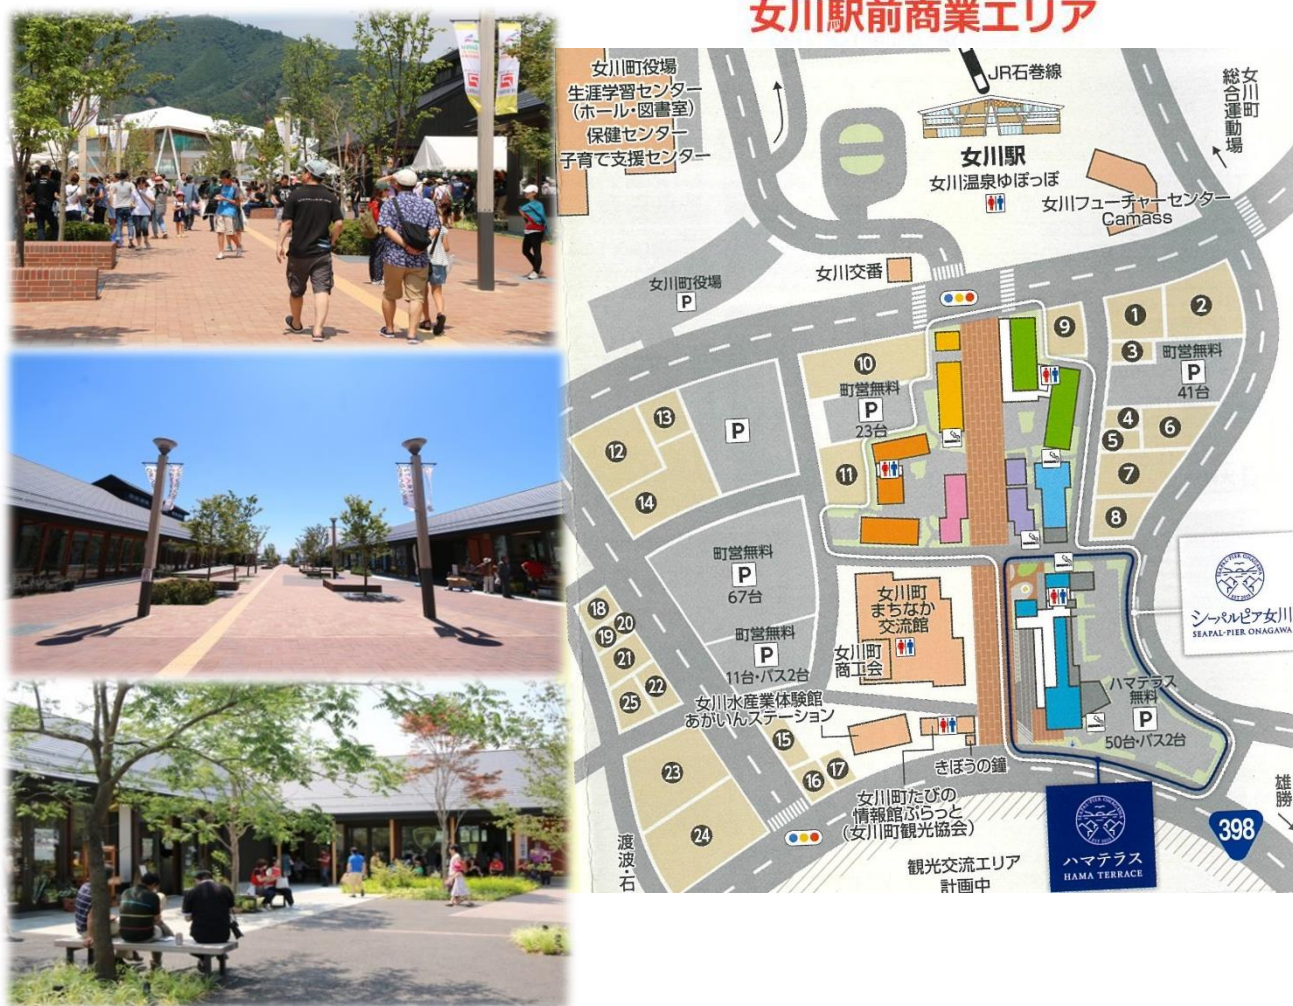 女川駅前商業エリア
女川町役場
生涯学習センター
(ホール・図書室)
保健センター
子育て支援センター
JR石巻線
女川駅
女川温泉ゆぽっぽ
女川町
総合運動場
女川フューチャーセンター
Camass
女川町役場
P
女川交番
1
2
3
町営無料
P
41台
4
5
6
7
8
9
10
町営無料
P
23台
11
12
13
14
P
町営無料
P
67台
町営無料
P
11台・バス2台
18
20
19
21
22
25
女川町
まちなか
交流館
女川町
商工会
シーパルピア女川
SEAPAL-PIER ONAGAWA
ハマテラス
無料
P
50台・バス2台
女川水産業体験館
あがいんステーション
15
16
17
23
24
きぼうの鐘
女川町たびの
情報館ぷらっと
(女川町観光協会)
観光交流エリア
計画中
ハマテラス
HAMA TERRACE
398
雄勝
渡波・石